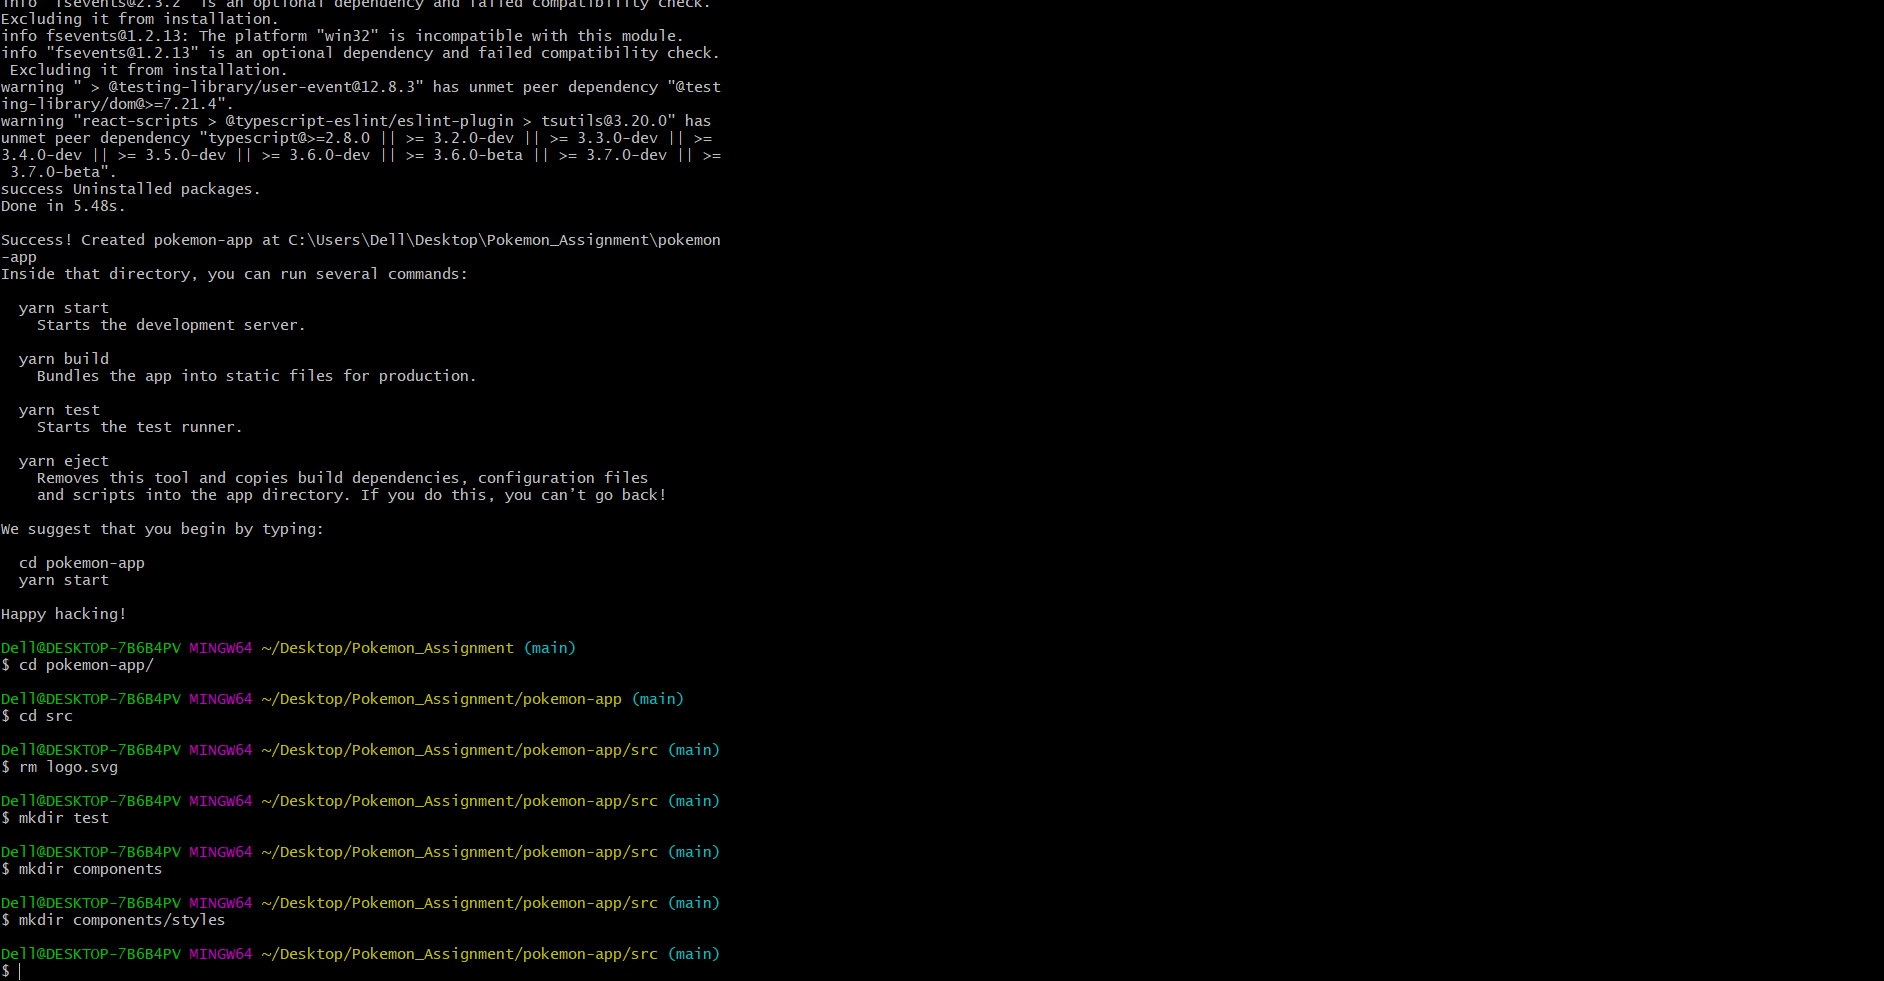 info "fsevents@2.3.2" is an optional dependency and failed compatibility check.
Excluding it from installation.
info fsevents@1.2.13: The platform "win32" is incompatible with this module.
info "fsevents@1.2.13" is an optional dependency and failed compatibility check.
 Excluding it from installation.
warning " > @testing-library/user-event@12.8.3" has unmet peer dependency "@test
ing-library/dom@>=7.21.4".
warning "react-scripts > @typescript-eslint/eslint-plugin > tsutils@3.20.0" has
unmet peer dependency "typescript@>=2.8.0 || >= 3.2.0-dev || >= 3.3.0-dev || >=
3.4.0-dev || >= 3.5.0-dev || >= 3.6.0-dev || >= 3.6.0-beta || >= 3.7.0-dev || >=
 3.7.0-beta".
success Uninstalled packages.
Done in 5.48s.

Success! Created pokemon-app at C:\Users\Dell\Desktop\Pokemon_Assignment\pokemon
-app
Inside that directory, you can run several commands:

  yarn start
    Starts the development server.

  yarn build
    Bundles the app into static files for production.

  yarn test
    Starts the test runner.

  yarn eject
    Removes this tool and copies build dependencies, configuration files
    and scripts into the app directory. If you do this, you can’t go back!

We suggest that you begin by typing:

  cd pokemon-app
  yarn start

Happy hacking!

Dell@DESKTOP-7B6B4PV MINGW64 ~/Desktop/Pokemon_Assignment (main)
$ cd pokemon-app/

Dell@DESKTOP-7B6B4PV MINGW64 ~/Desktop/Pokemon_Assignment/pokemon-app (main)
$ cd src

Dell@DESKTOP-7B6B4PV MINGW64 ~/Desktop/Pokemon_Assignment/pokemon-app/src (main)
$ rm logo.svg

Dell@DESKTOP-7B6B4PV MINGW64 ~/Desktop/Pokemon_Assignment/pokemon-app/src (main)
$ mkdir test

Dell@DESKTOP-7B6B4PV MINGW64 ~/Desktop/Pokemon_Assignment/pokemon-app/src (main)
$ mkdir components

Dell@DESKTOP-7B6B4PV MINGW64 ~/Desktop/Pokemon_Assignment/pokemon-app/src (main)
$ mkdir components/styles

Dell@DESKTOP-7B6B4PV MINGW64 ~/Desktop/Pokemon_Assignment/pokemon-app/src (main)
$